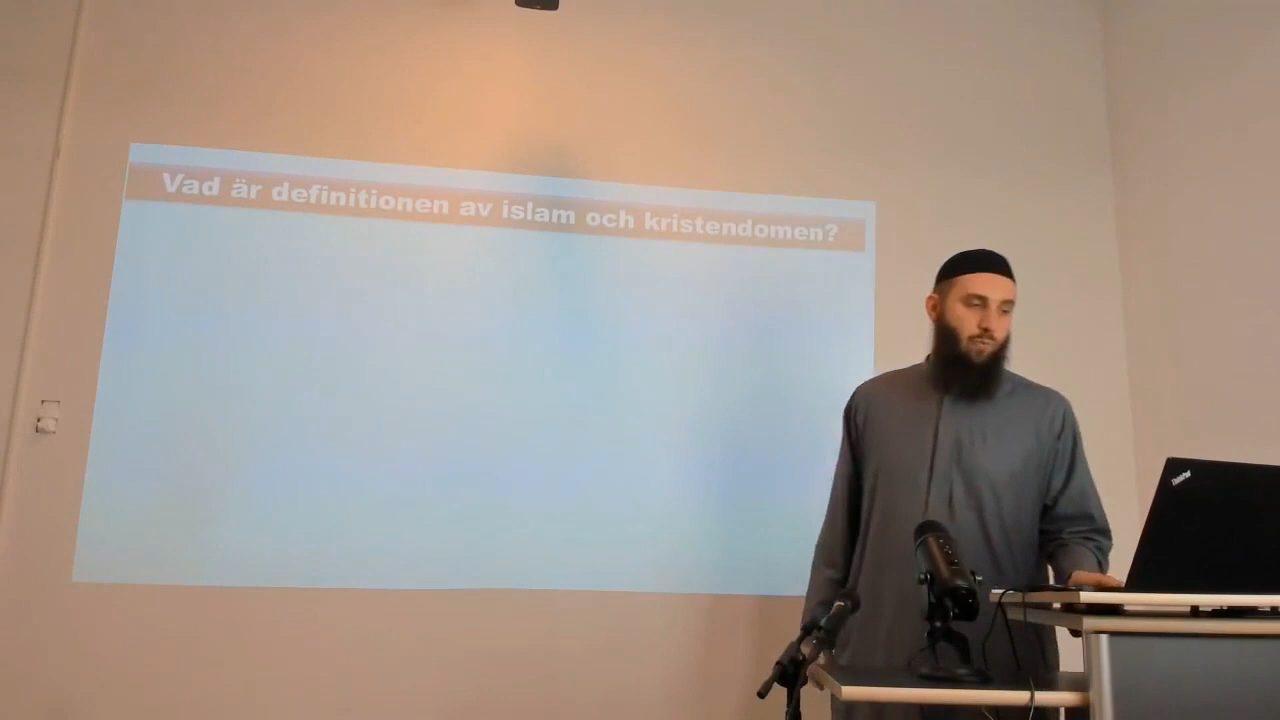 Vad är definitionen av islam och kristendomen?
ThinkPad